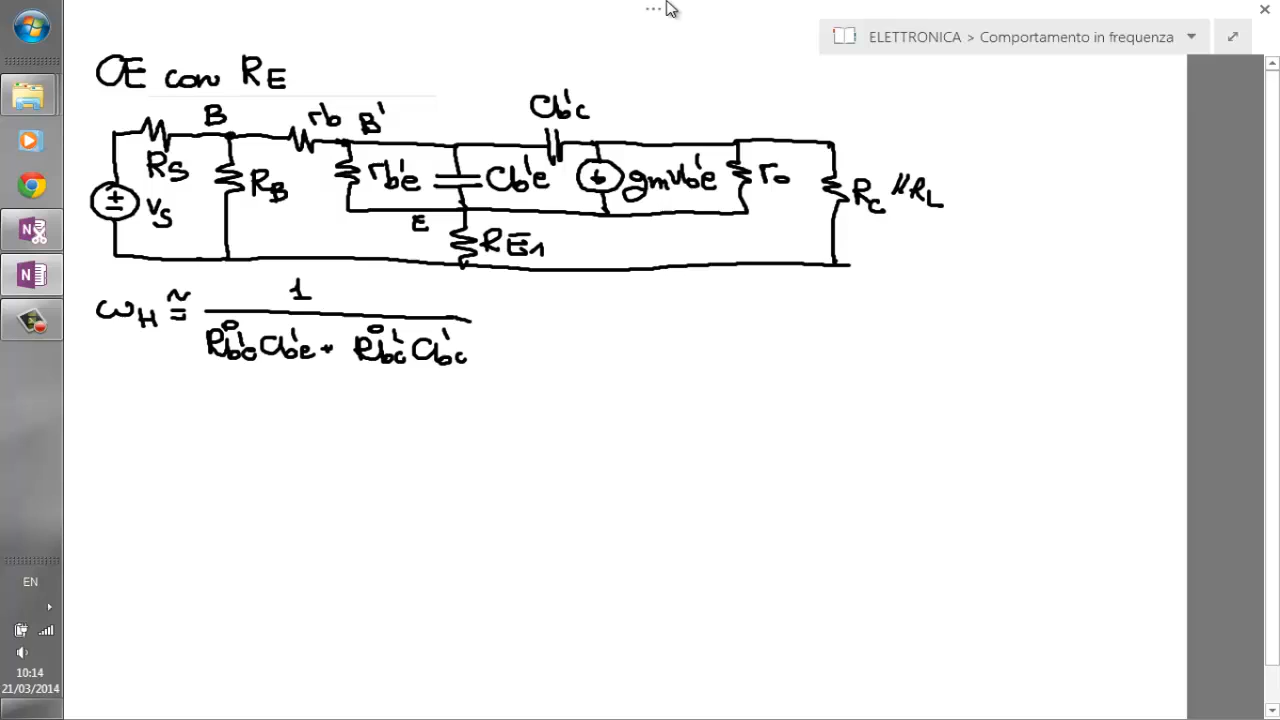 ELETTRONICA > Comportamento in frequenza
CE con RE
Cb'c
B rb B'
RS RB rb'e Cb'e gmvb'e ro RC//RL
vS
E RE1
ωH ≅ 1
R°b'e Cb'e + R°b'c Cb'c
EN
10:14
21/03/2014